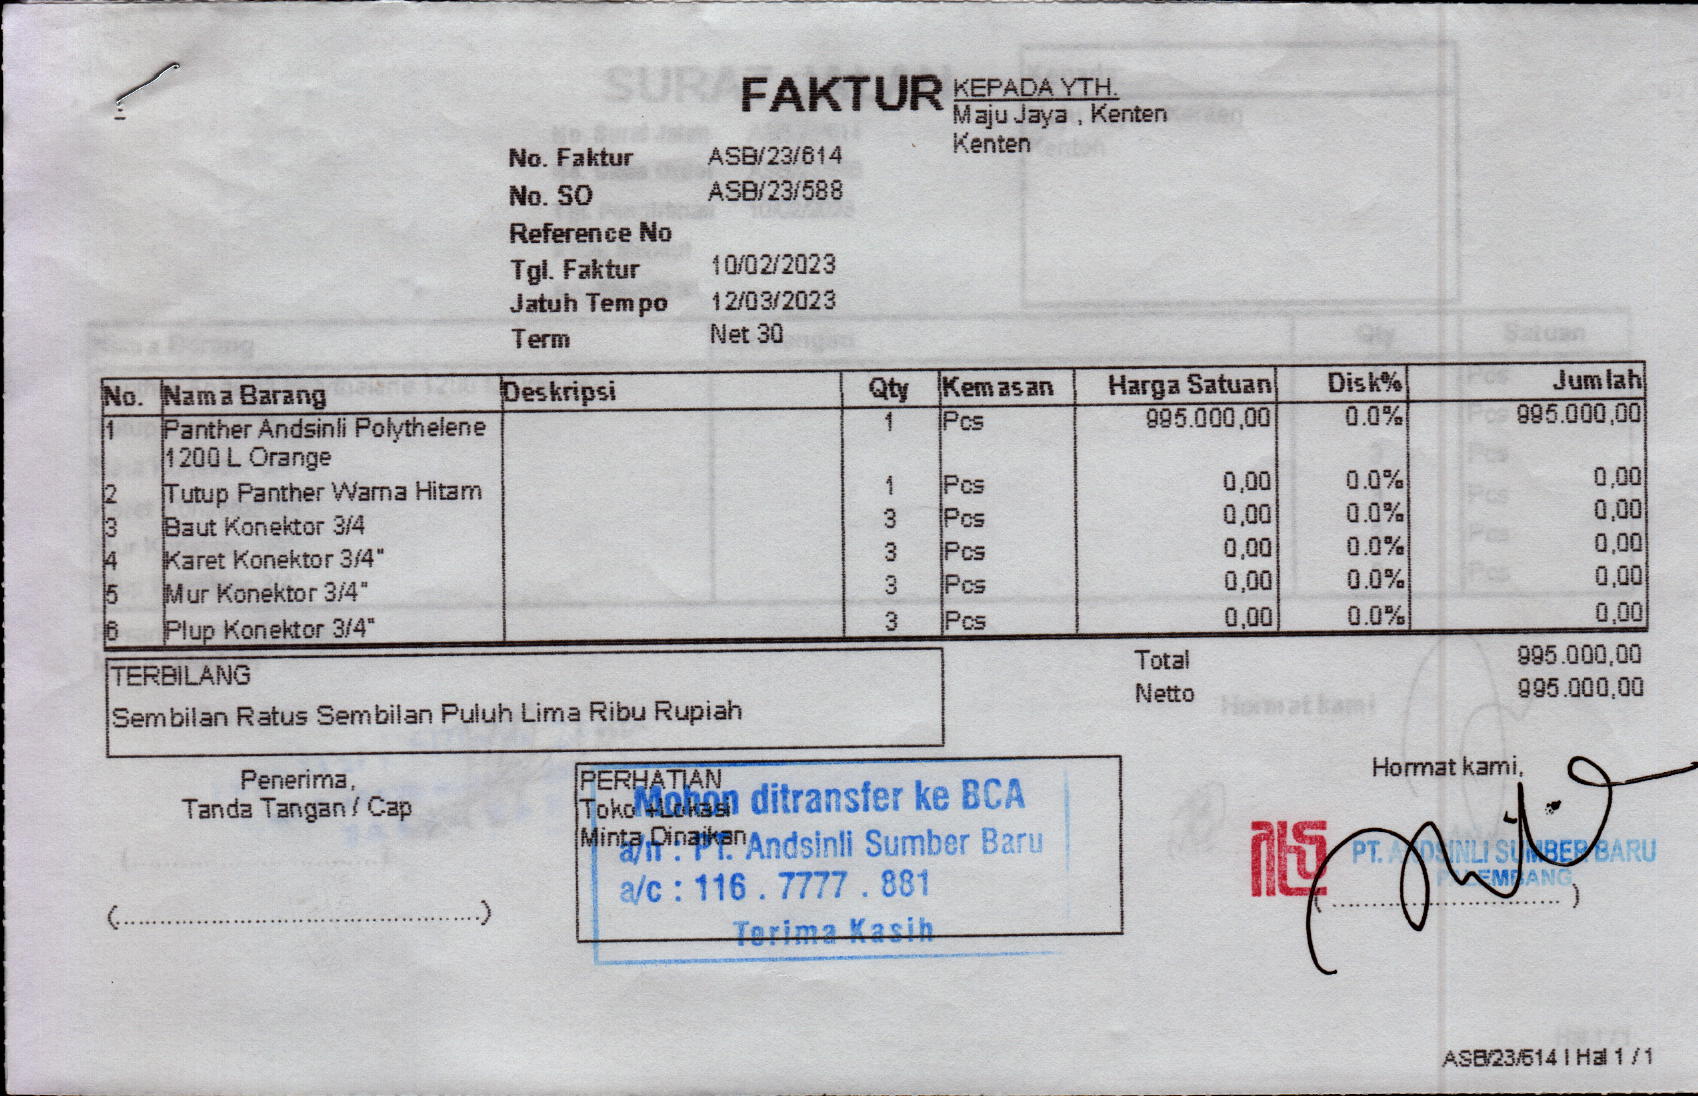 FAKTUR
KEPADA YTH.
Maju Jaya , Kenten
Kenten
No. Faktur ASB/23/614
No. SO ASB/23/588
Reference No
Tgl. Faktur 10/02/2023
Jatuh Tempo 12/03/2023
Term Net 30
No. Nama Barang Deskripsi Qty Kemasan Harga Satuan Disk% Jumlah
1 Panther Andsinli Polythelene 1 Pcs 995.000,00 0.0% 995.000,00
1200 L Orange
2 Tutup Panther Warna Hitam 1 Pcs 0,00 0.0% 0,00
3 Baut Konektor 3/4 3 Pcs 0,00 0.0% 0,00
4 Karet Konektor 3/4" 3 Pcs 0,00 0.0% 0,00
5 Mur Konektor 3/4" 3 Pcs 0,00 0.0% 0,00
6 Plup Konektor 3/4" 3 Pcs 0,00 0.0% 0,00
TERBILANG
Sembilan Ratus Sembilan Puluh Lima Ribu Rupiah
Total 995.000,00
Netto 995.000,00
Penerima,
Tanda Tangan / Cap
(................................................)
PERHATIAN
Toko + Lokasi
Minta Dinaikan
Mohon ditransfer ke BCA
a/n : PT. Andsinli Sumber Baru
a/c : 116 . 7777 . 881
Terima Kasih
Hormat kami,
PT. ANDSINLI SUMBER BARU
PALEMBANG
(..............................)
ASB/23/614 | Hal 1 / 1